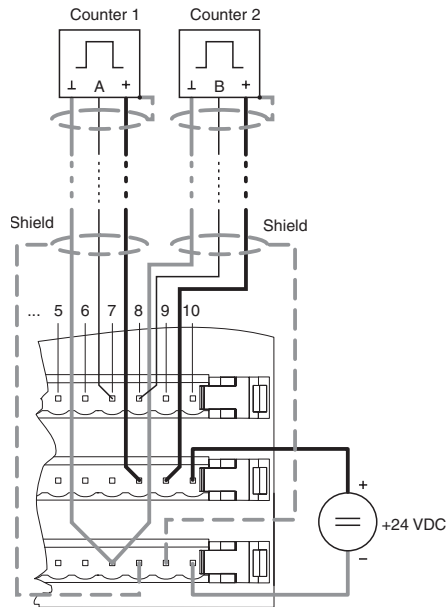 Counter 1 Counter 2
⊥ A + ⊥ B +
Shield Shield
... 5 6 7 8 9 10
+
+24 VDC
–